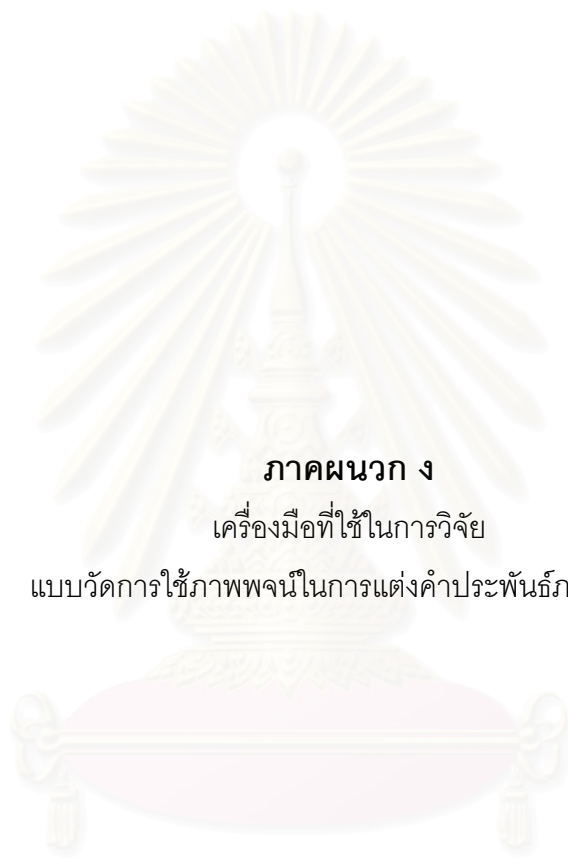 ภาคผนวก ง
เครื่องมือที่ใช้ในการวิจัย
แบบวัดการใช้ภาพพจน์ในการแต่งคำประพันธ์ภ